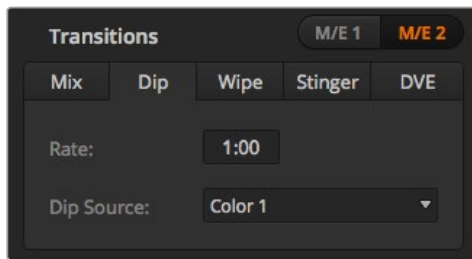 Transitions M/E 1 M/E 2
Mix Dip Wipe Stinger DVE
Rate: 1:00
Dip Source: Color 1